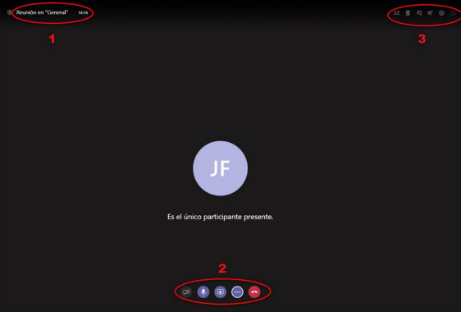 Reunión en "General"
1
3
JF
Es el único participante presente.
2